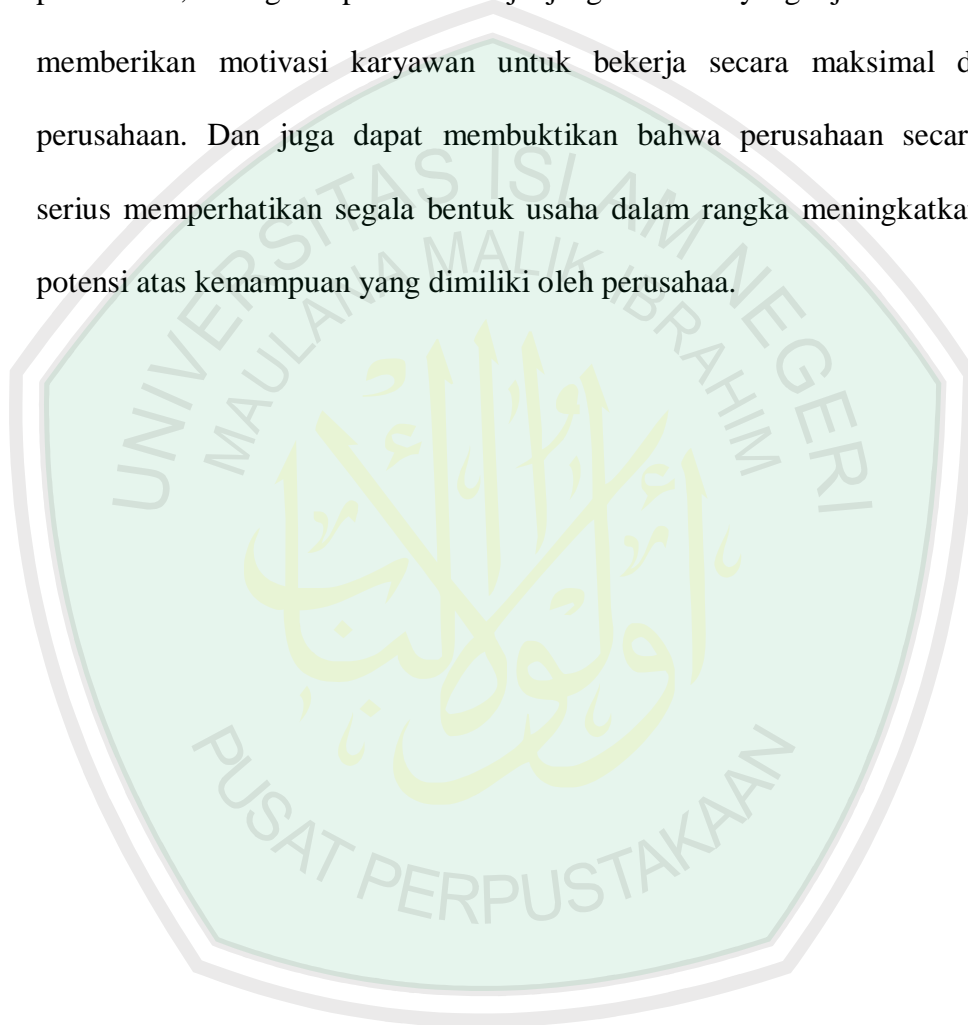 memberikan motivasi karyawan untuk bekerja secara maksimal
perusahaan. Dan juga dapat membuktikan bahwa perusahaan secar
serius memperhatikan segala bentuk usaha dalam rangka meningkatka
potensi atas kemampuan yang dimiliki oleh perusahaa.
UNIVERSITAS ISLAM NEGERI
MAULANA MALIK IBRAHIM
أولوا الألباب
PUSAT PERPUSTAKAAN